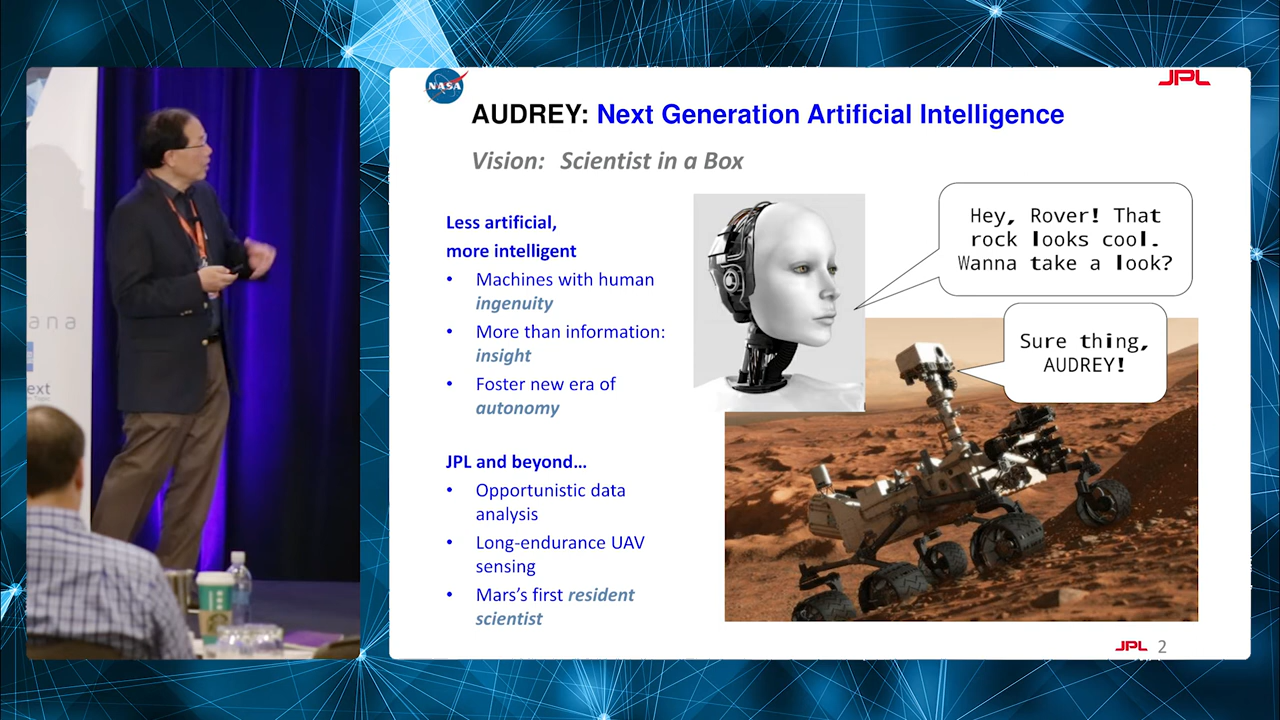 NASA
JPL
AUDREY: Next Generation Artificial Intelligence
Vision: Scientist in a Box
Less artificial,
more intelligent
• Machines with human
ingenuity
• More than information:
insight
• Foster new era of
autonomy
JPL and beyond...
• Opportunistic data
analysis
• Long-endurance UAV
sensing
• Mars's first resident
scientist
Hey, Rover! That
rock looks cool.
Wanna take a look?
Sure thing,
AUDREY!
JPL 2
ana
ext